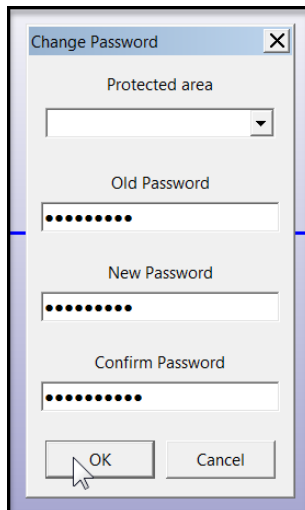 Change Password
Protected area
Old Password
•••••••••
New Password
•••••••••
Confirm Password
••••••••••
OK
Cancel